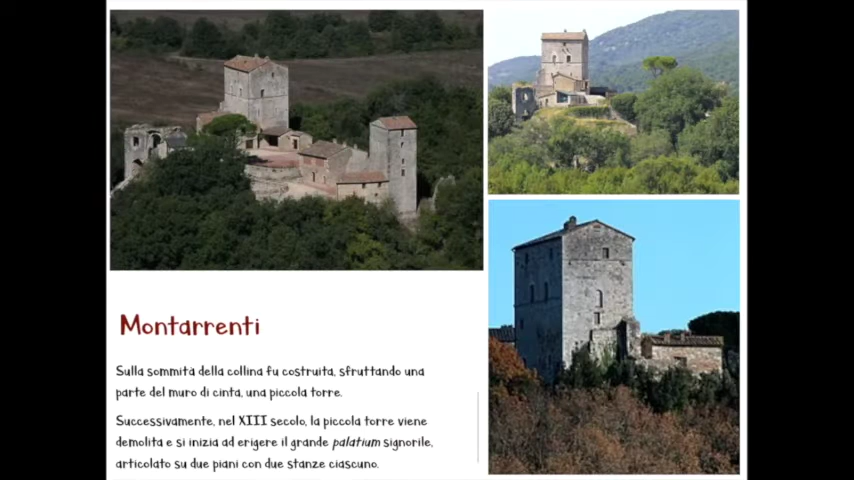 Montarrenti
Sulla sommità della collina fu costruita, sfruttando una
parte del muro di cinta, una piccola torre.
Successivamente, nel XIII secolo, la piccola torre viene
demolita e si inizia ad erigere il grande palatium signorile,
articolato su due piani con due stanze ciascuno.